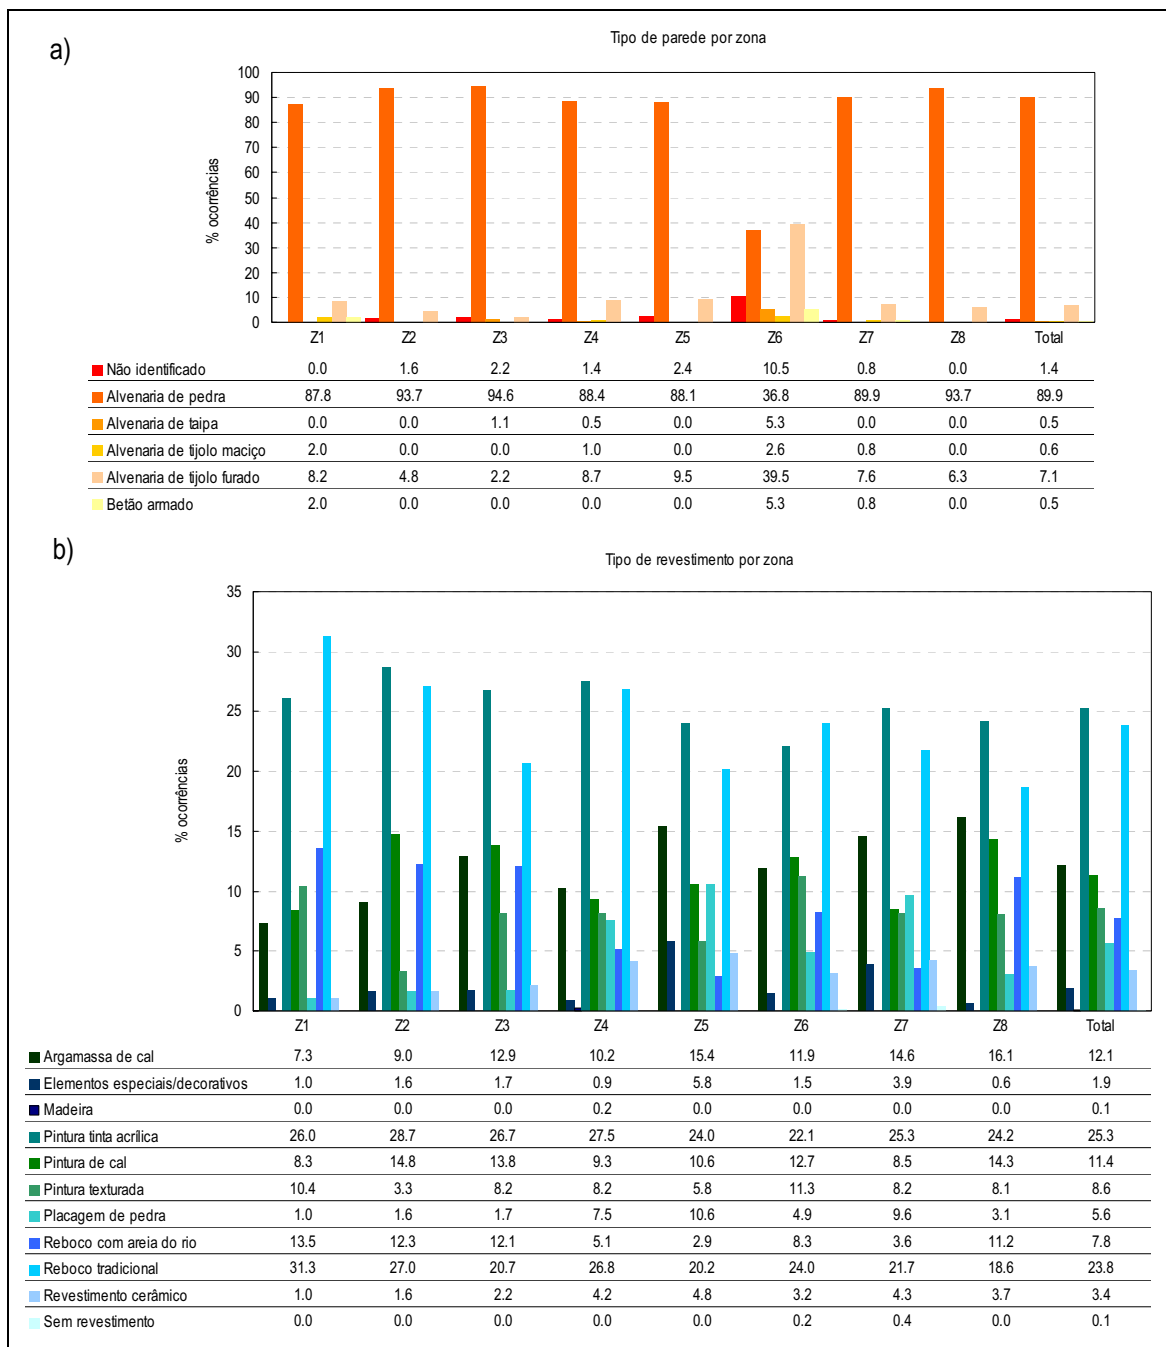 a)
Tipo de parede por zona
100
90
80
70
60
50
40
30
20
10
0
% ocorrências
Z1 Z2 Z3 Z4 Z5 Z6 Z7 Z8 Total
Não identificado 0.0 1.6 2.2 1.4 2.4 10.5 0.8 0.0 1.4
Alvenaria de pedra 87.8 93.7 94.6 88.4 88.1 36.8 89.9 93.7 89.9
Alvenaria de taipa 0.0 0.0 1.1 0.5 0.0 5.3 0.0 0.0 0.5
Alvenaria de tijolo maciço 2.0 0.0 0.0 1.0 0.0 2.6 0.8 0.0 0.6
Alvenaria de tijolo furado 8.2 4.8 2.2 8.7 9.5 39.5 7.6 6.3 7.1
Betão armado 2.0 0.0 0.0 0.0 0.0 5.3 0.8 0.0 0.5
b)
Tipo de revestimento por zona
35
30
25
20
15
10
5
0
% ocorrências
Z1 Z2 Z3 Z4 Z5 Z6 Z7 Z8 Total
Argamassa de cal 7.3 9.0 12.9 10.2 15.4 11.9 14.6 16.1 12.1
Elementos especiais/decorativos 1.0 1.6 1.7 0.9 5.8 1.5 3.9 0.6 1.9
Madeira 0.0 0.0 0.0 0.2 0.0 0.0 0.0 0.0 0.1
Pintura tinta acrílica 26.0 28.7 26.7 27.5 24.0 22.1 25.3 24.2 25.3
Pintura de cal 8.3 14.8 13.8 9.3 10.6 12.7 8.5 14.3 11.4
Pintura texturada 10.4 3.3 8.2 8.2 5.8 11.3 8.2 8.1 8.6
Placagem de pedra 1.0 1.6 1.7 7.5 10.6 4.9 9.6 3.1 5.6
Reboco com areia do rio 13.5 12.3 12.1 5.1 2.9 8.3 3.6 11.2 7.8
Reboco tradicional 31.3 27.0 20.7 26.8 20.2 24.0 21.7 18.6 23.8
Revestimento cerâmico 1.0 1.6 2.2 4.2 4.8 3.2 4.3 3.7 3.4
Sem revestimento 0.0 0.0 0.0 0.0 0.0 0.2 0.4 0.0 0.1